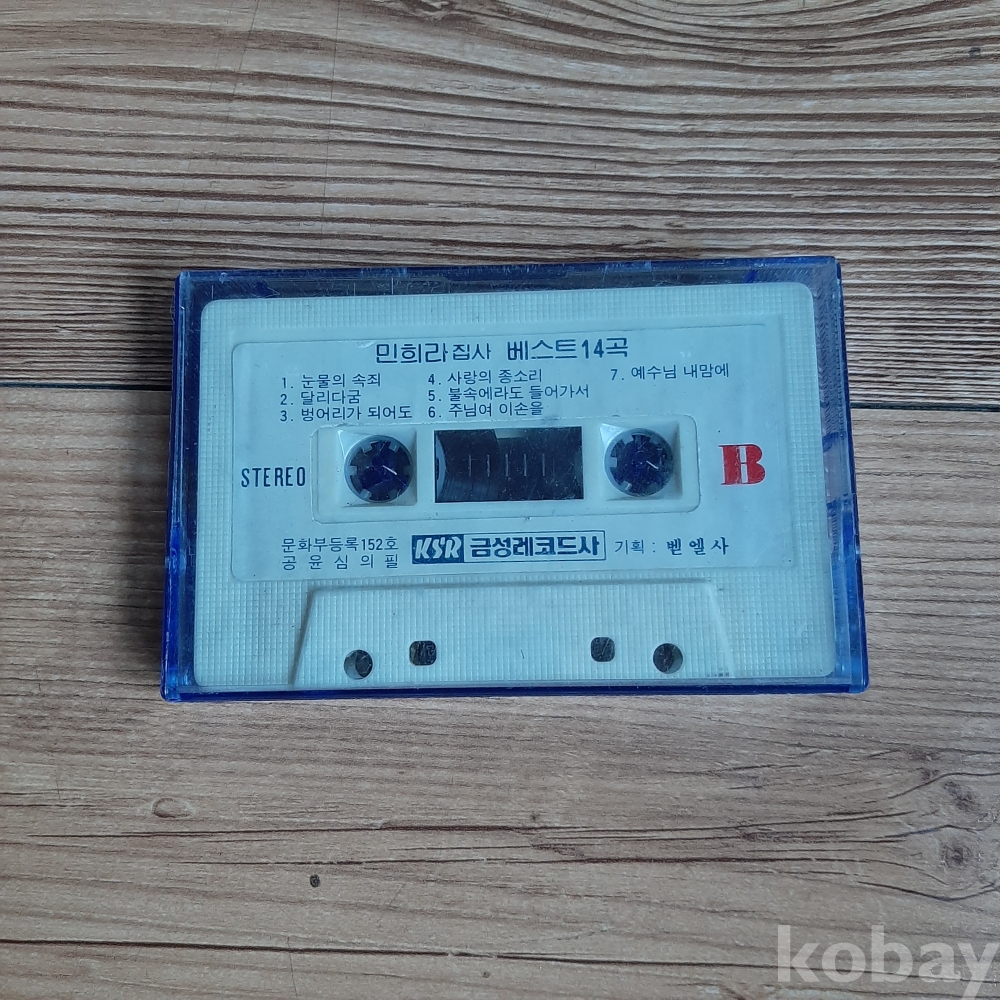 민희라집사 베스트14곡
1. 눈물의 속죄
2. 달리다굼
3. 벙어리가 되어도
4. 사랑의 종소리
5. 불속에라도 들어가서
6. 주님여 이손을
7. 예수님 내맘에
STEREO
B
문화부등록152호
공윤심의필
KSR 금성레코드사 기획 : 벧엘사
kobay